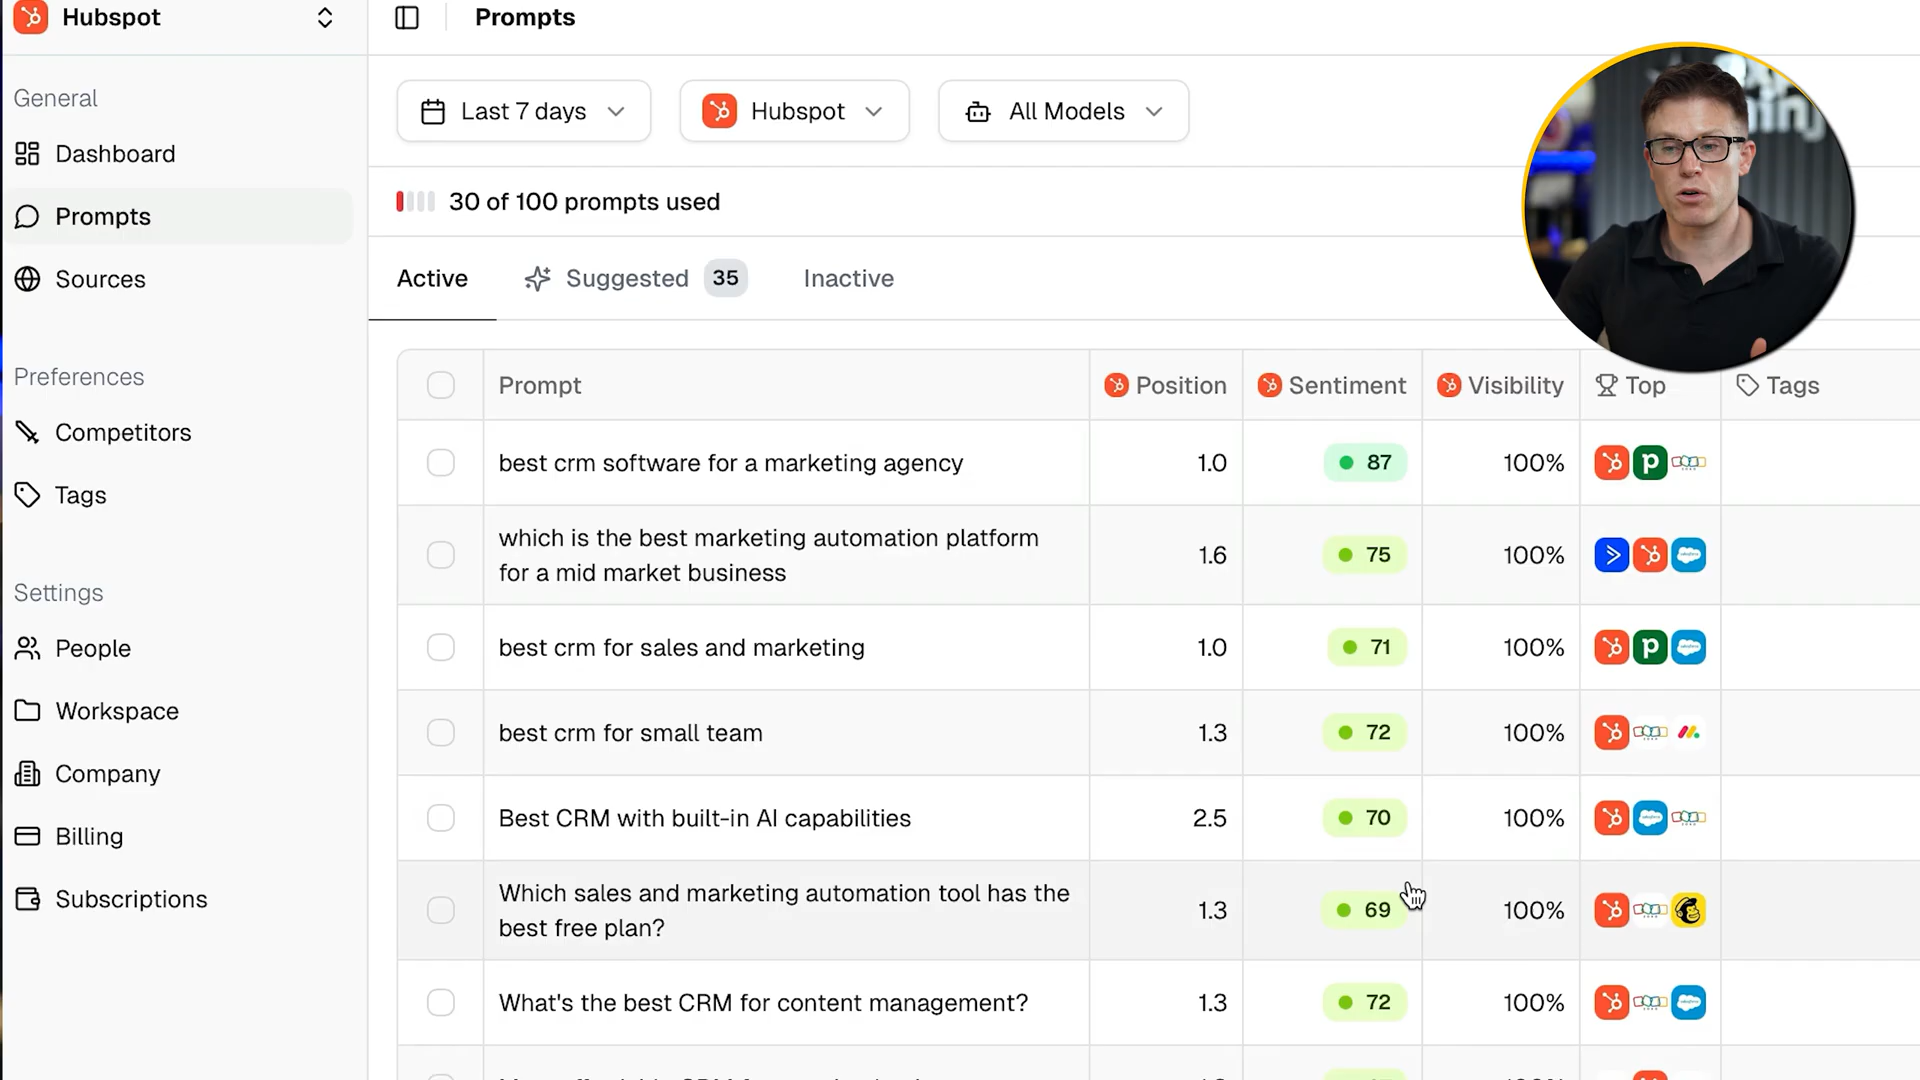 Hubspot
Prompts
General
Dashboard
Prompts
Sources
Preferences
Competitors
Tags
Settings
People
Workspace
Company
Billing
Subscriptions
Last 7 days
Hubspot
All Models
30 of 100 prompts used
Active
Suggested 35
Inactive
Prompt Position Sentiment Visibility Top Tags
best crm software for a marketing agency 1.0 87 100%
which is the best marketing automation platform
for a mid market business 1.6 75 100%
best crm for sales and marketing 1.0 71 100%
best crm for small team 1.3 72 100%
Best CRM with built-in AI capabilities 2.5 70 100%
Which sales and marketing automation tool has the
best free plan? 1.3 69 100%
What's the best CRM for content management? 1.3 72 100%